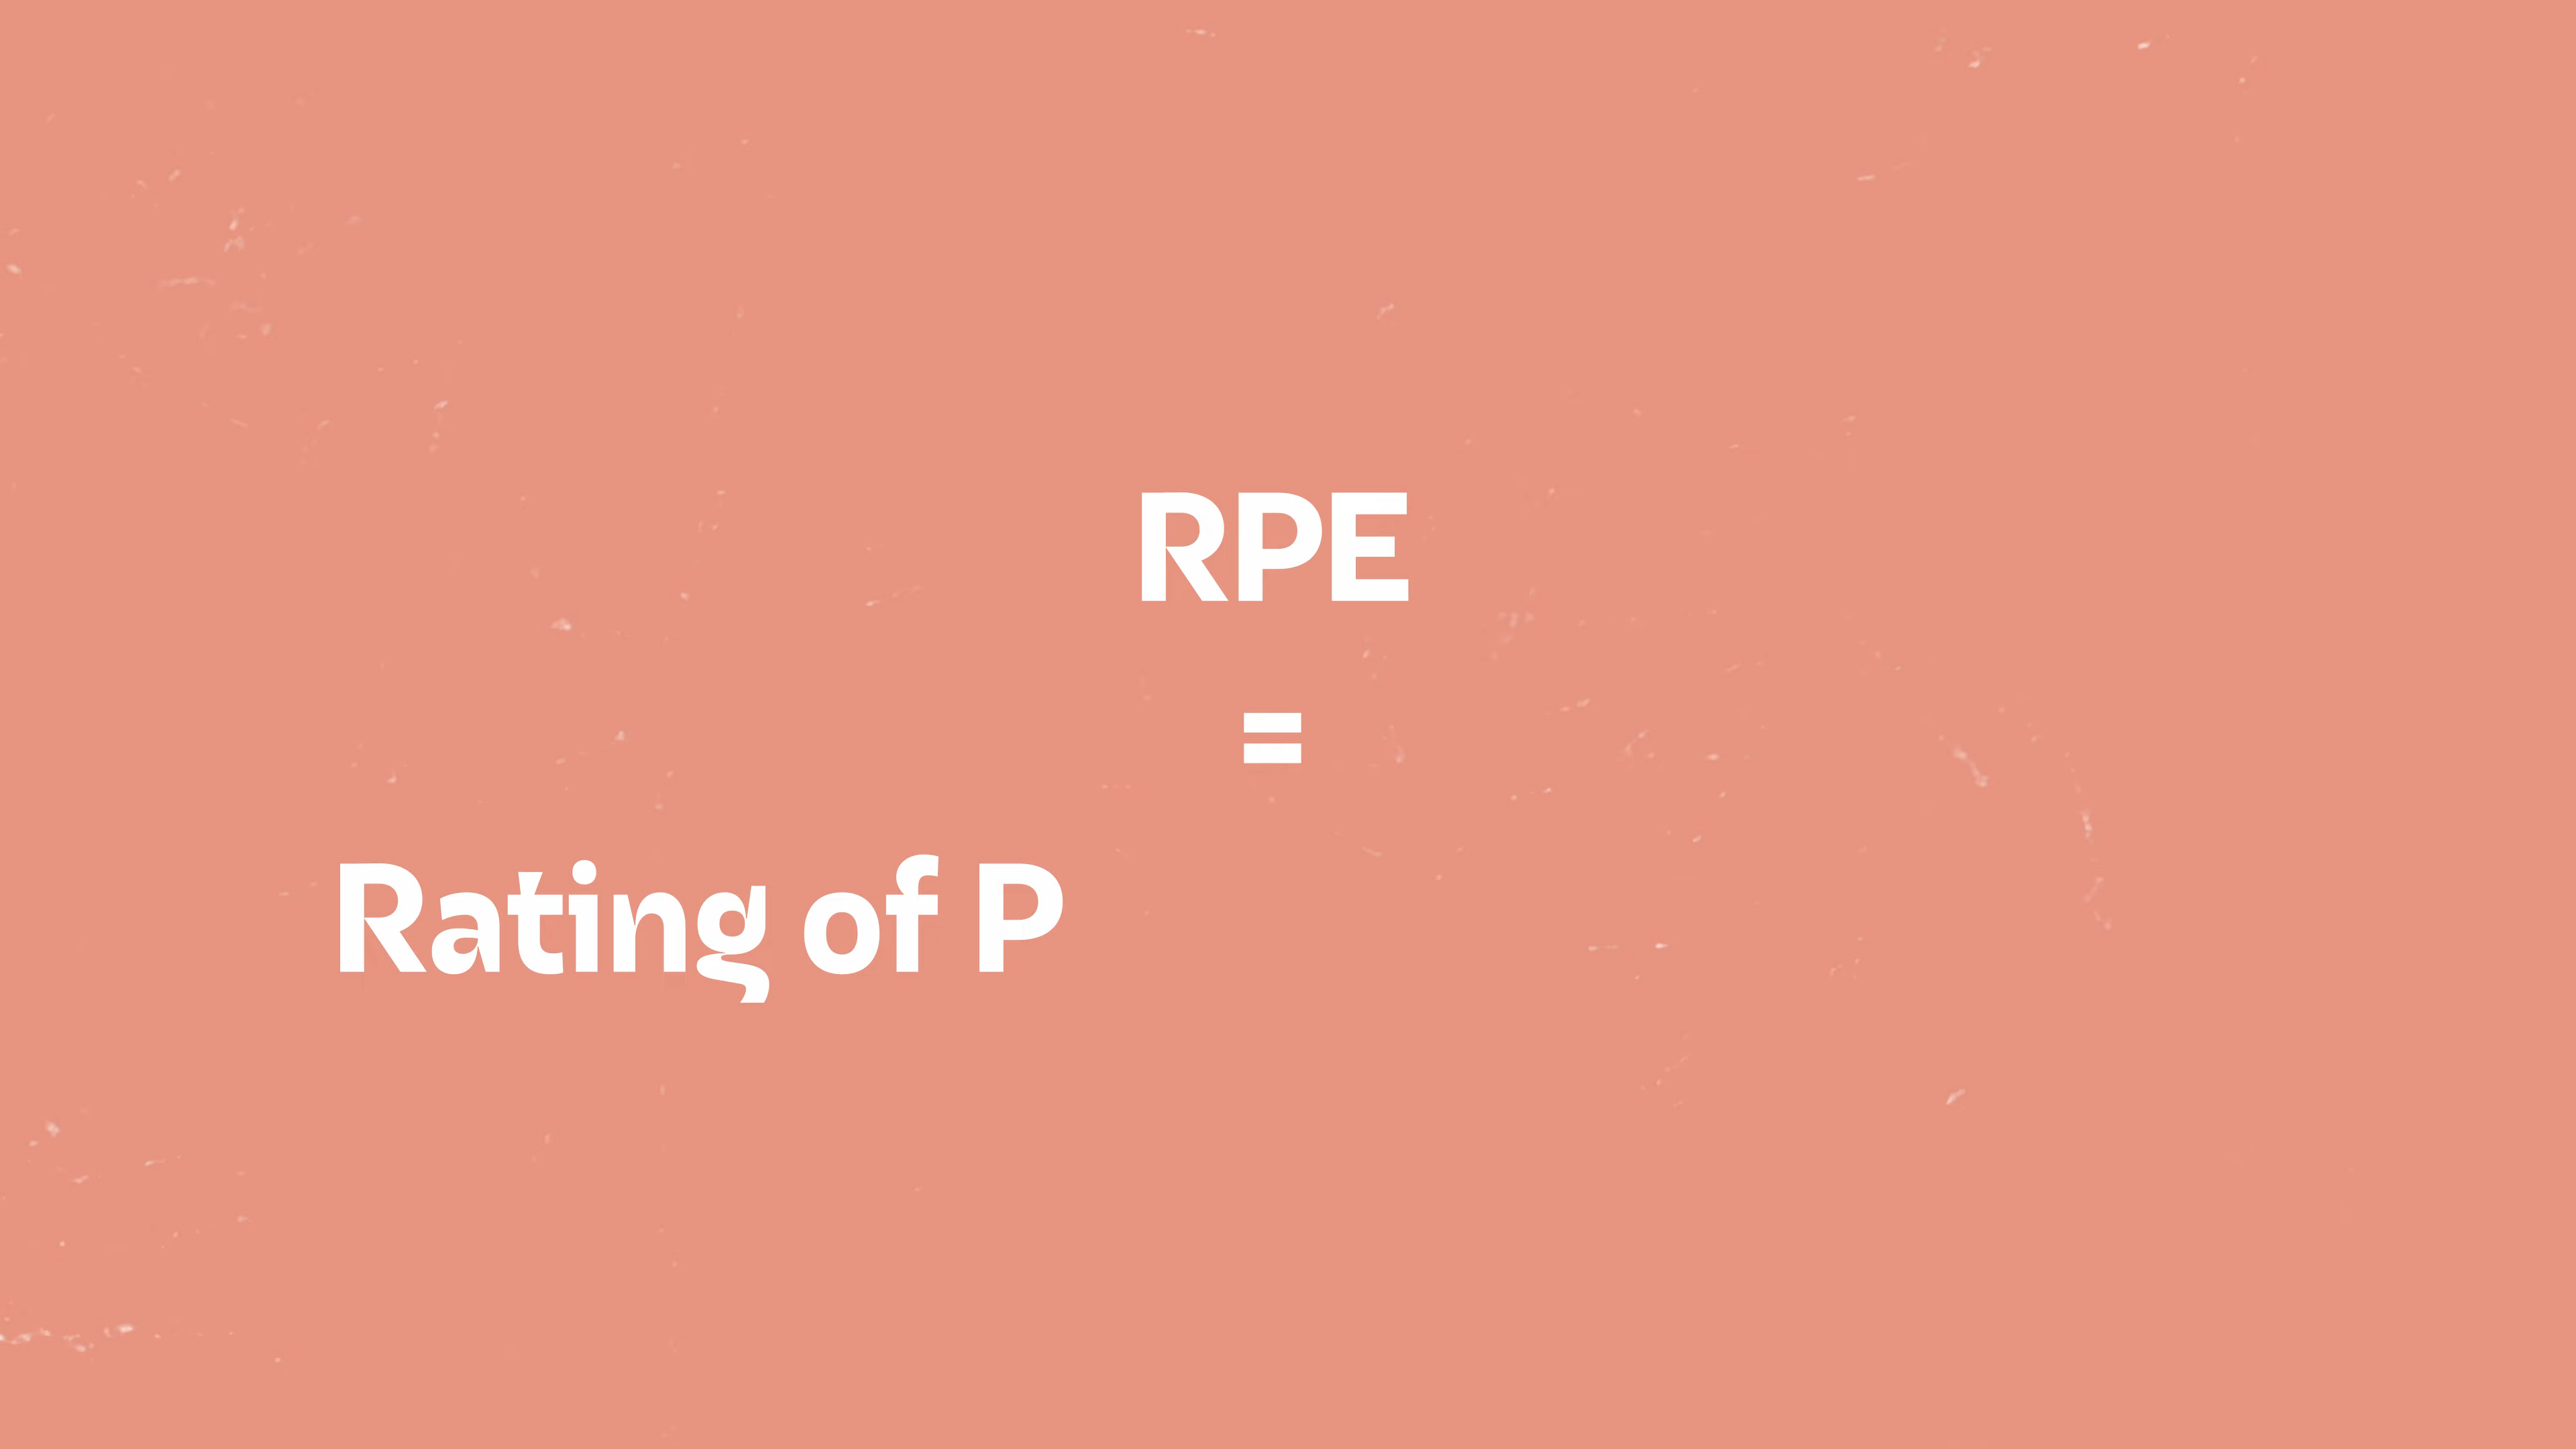 RPE
=
Rating of P